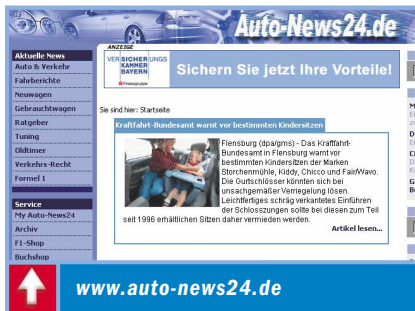 Auto-News24.de
ANZEIGE
VERSICHERUNGS
KAMMER
BAYERN
Finanzgruppe
Sichern Sie jetzt Ihre Vorteile!
Aktuelle News
Auto & Verkehr
Fahrberichte
Neuwagen
Gebrauchtwagen
Ratgeber
Tuning
Oldtimer
Verkehrs-Recht
Formel 1
Service
My Auto-News24
Archiv
F1-Shop
Buchshop
Sie sind hier: Startseite
Kraftfahrt-Bundesamt warnt vor bestimmten Kindersitzen
Flensburg (dpa/gms) - Das Kraftfahrt-
Bundesamt in Flensburg warnt vor
bestimmten Kindersitzen der Marken
Storchenmühle, Kiddy, Chicco und Fair/Wavo.
Die Gurtschlösser könnten sich bei
unsachgemäßer Verriegelung lösen.
Leichtfertiges schräg verkantetes Einführen
der Schlosszungen sollte bei diesen zum Teil
seit 1996 erhältlichen Sitzen daher vermieden werden.
Artikel lesen...
www.auto-news24.de